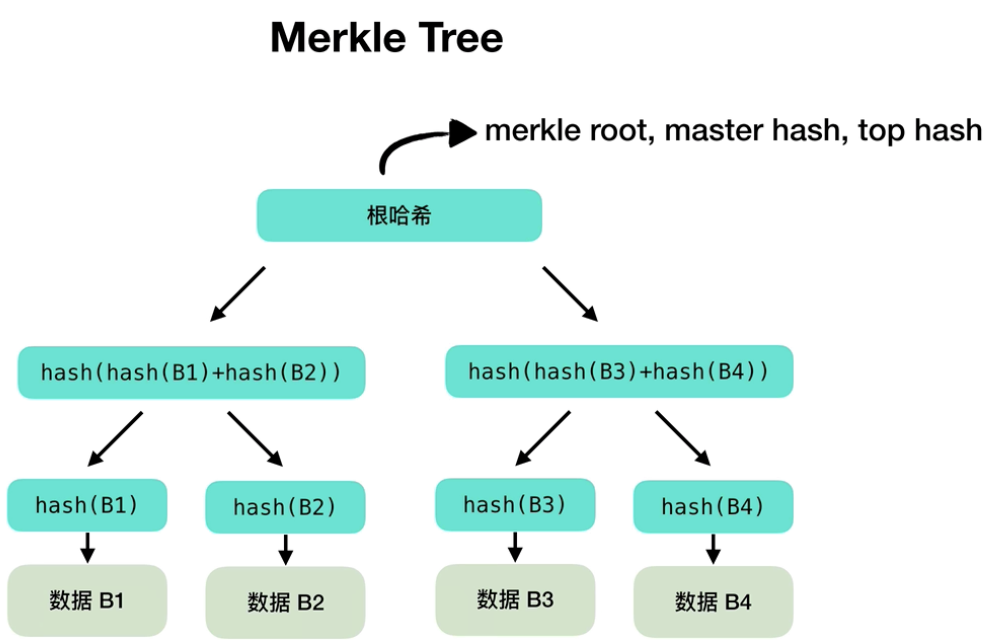 Merkle Tree
merkle root, master hash, top hash
根哈希
hash(hash(B1)+hash(B2))
hash(hash(B3)+hash(B4))
hash(B1)
hash(B2)
hash(B3)
hash(B4)
数据 B1
数据 B2
数据 B3
数据 B4